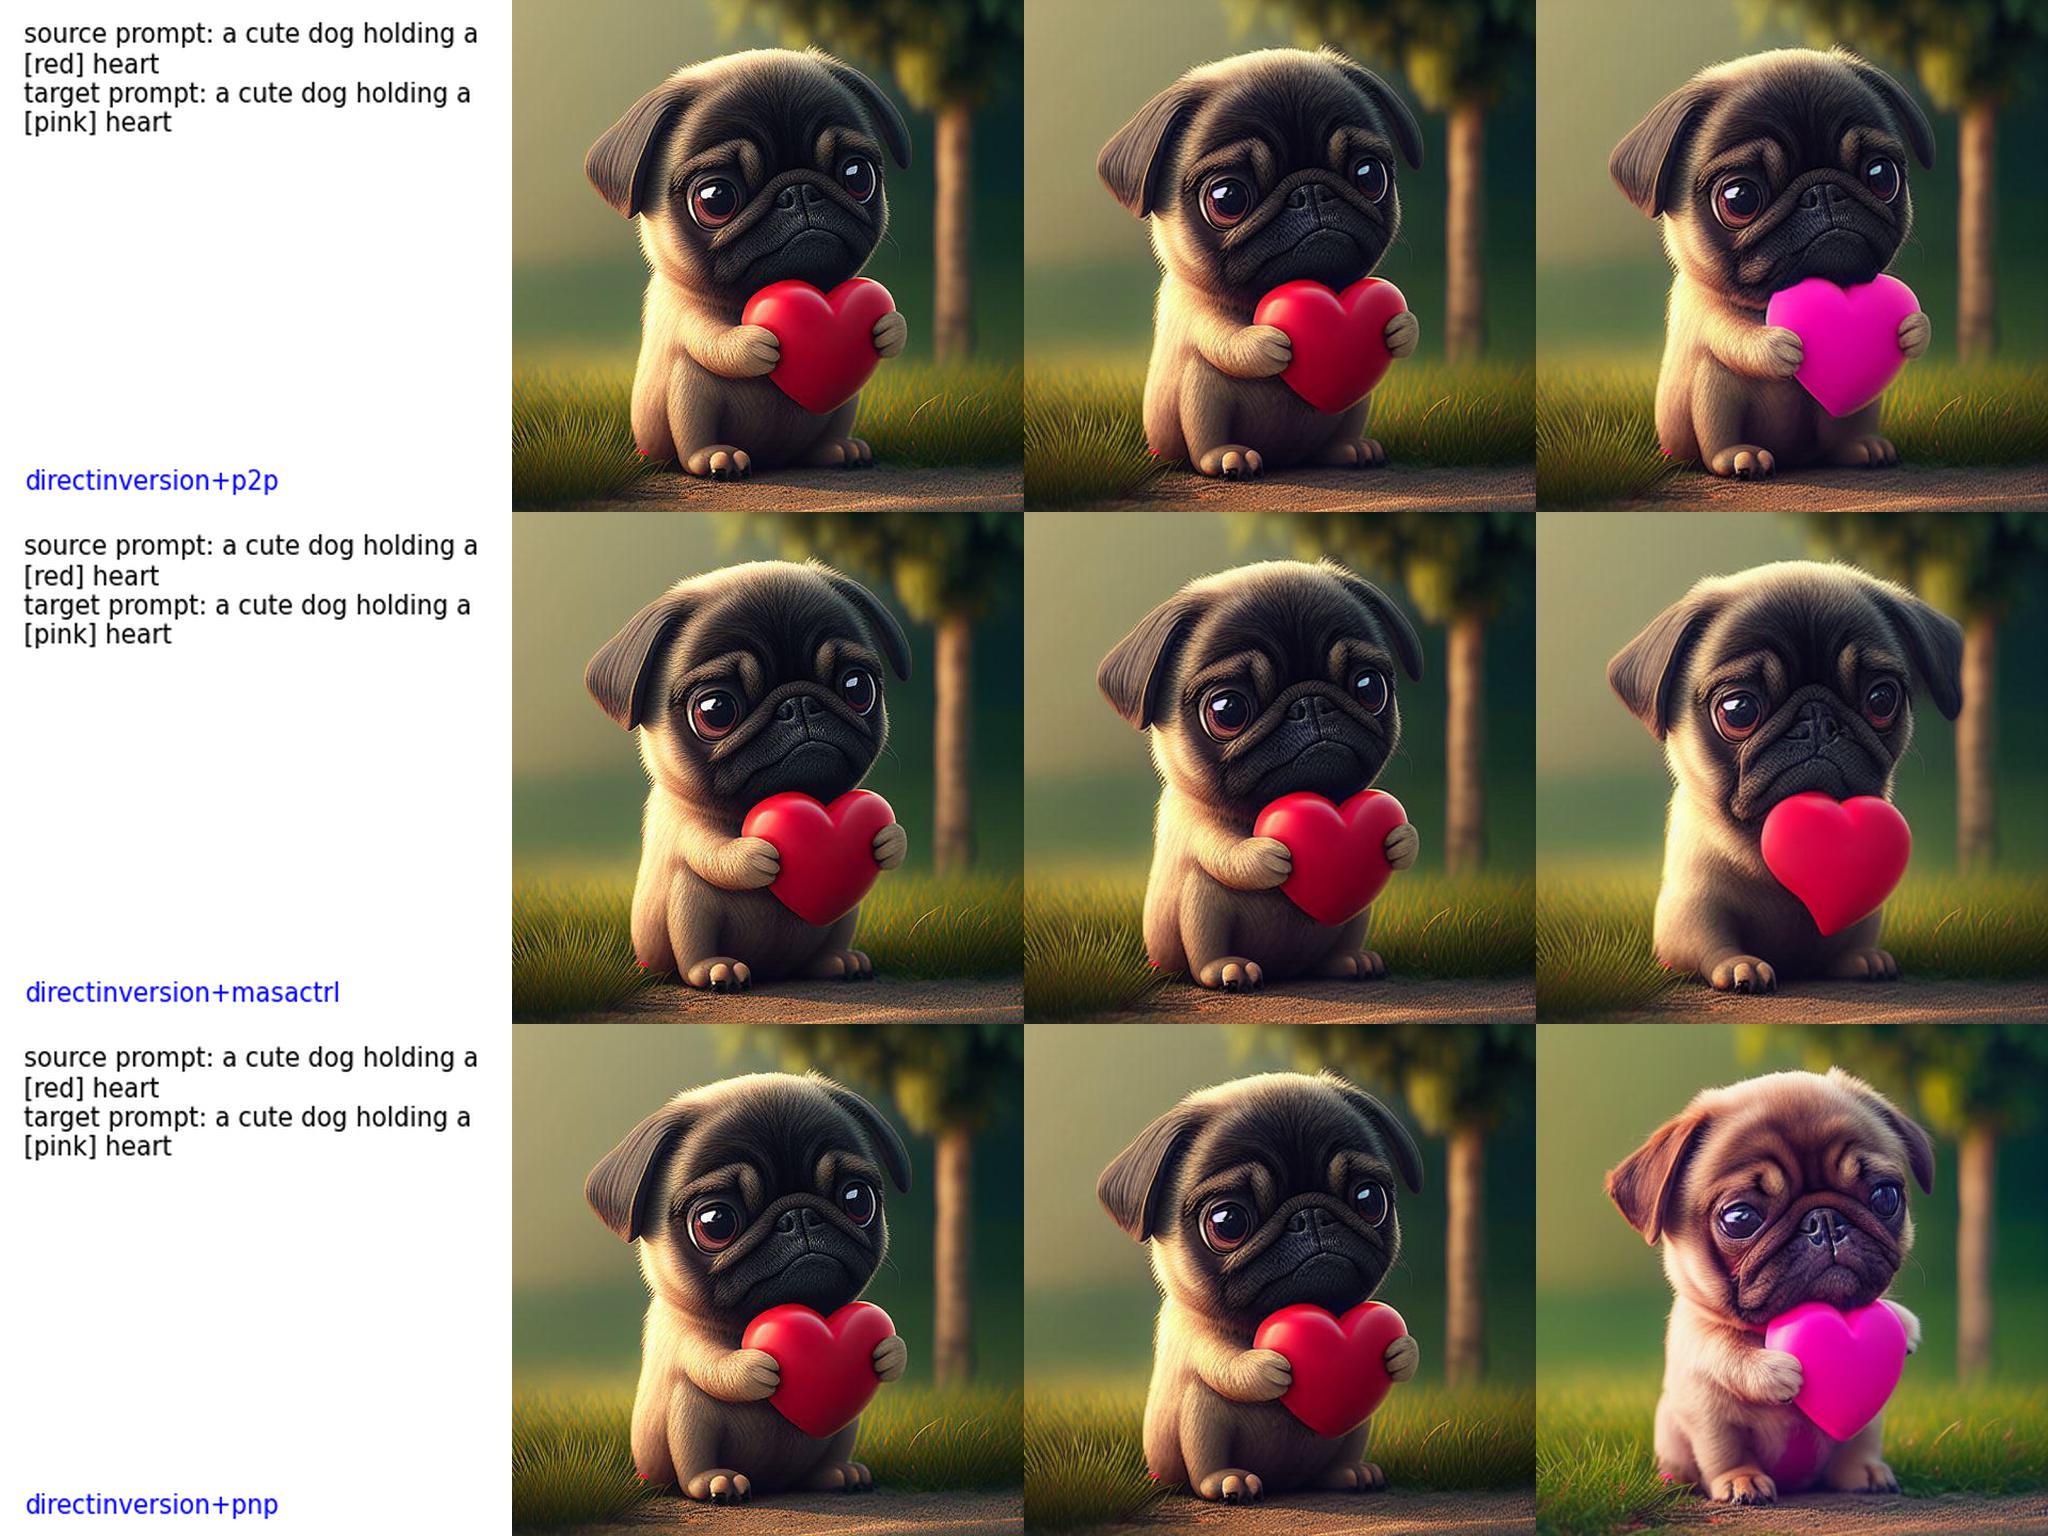 source prompt: a cute dog holding a
[red] heart
target prompt: a cute dog holding a
[pink] heart
directinversion+p2p
source prompt: a cute dog holding a
[red] heart
target prompt: a cute dog holding a
[pink] heart
directinversion+masactrl
source prompt: a cute dog holding a
[red] heart
target prompt: a cute dog holding a
[pink] heart
directinversion+pnp